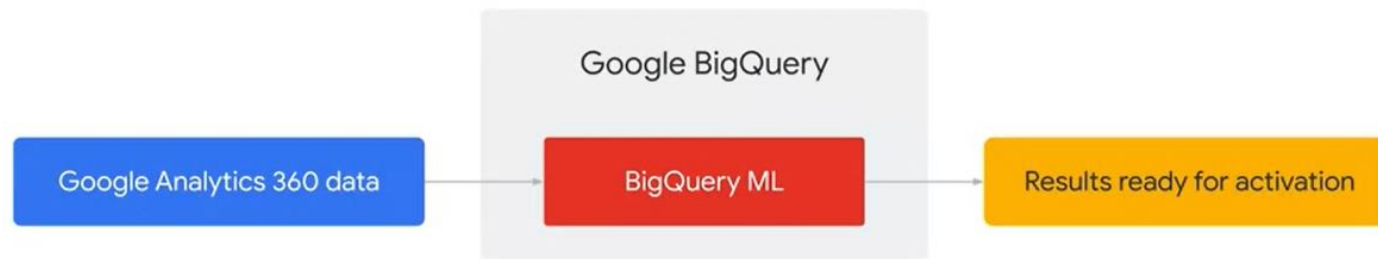 Google BigQuery
Google Analytics 360 data
BigQuery ML
Results ready for activation